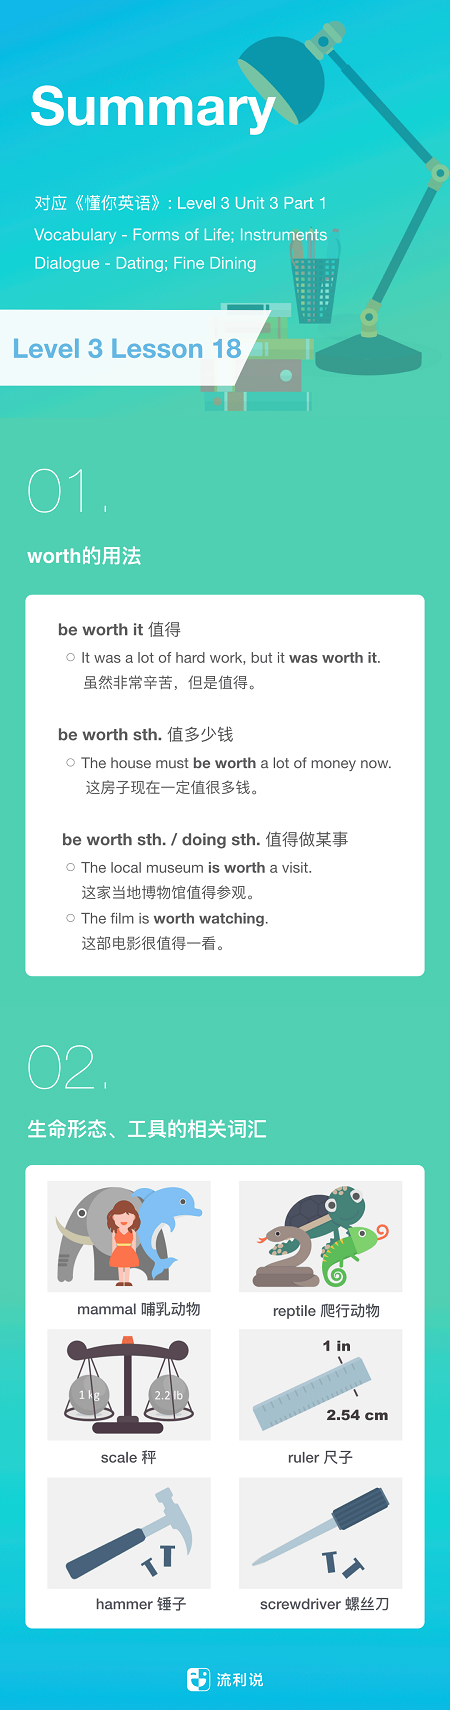 Summary
对应《懂你英语》: Level 3 Unit 3 Part 1
Vocabulary - Forms of Life; Instruments
Dialogue - Dating; Fine Dining
Level 3 Lesson 18
01.
worth的用法
be worth it 值得
It was a lot of hard work, but it was worth it.
虽然非常辛苦，但是值得。
be worth sth. 值多少钱
The house must be worth a lot of money now.
这房子现在一定值很多钱。
be worth sth. / doing sth. 值得做某事
The local museum is worth a visit.
这家当地博物馆值得参观。
The film is worth watching.
这部电影很值得一看。
02.
生命形态、工具的相关词汇
mammal 哺乳动物
reptile 爬行动物
1 kg
2.2 lb
1 in
2.54 cm
scale 秤
ruler 尺子
hammer 锤子
screwdriver 螺丝刀
流利说